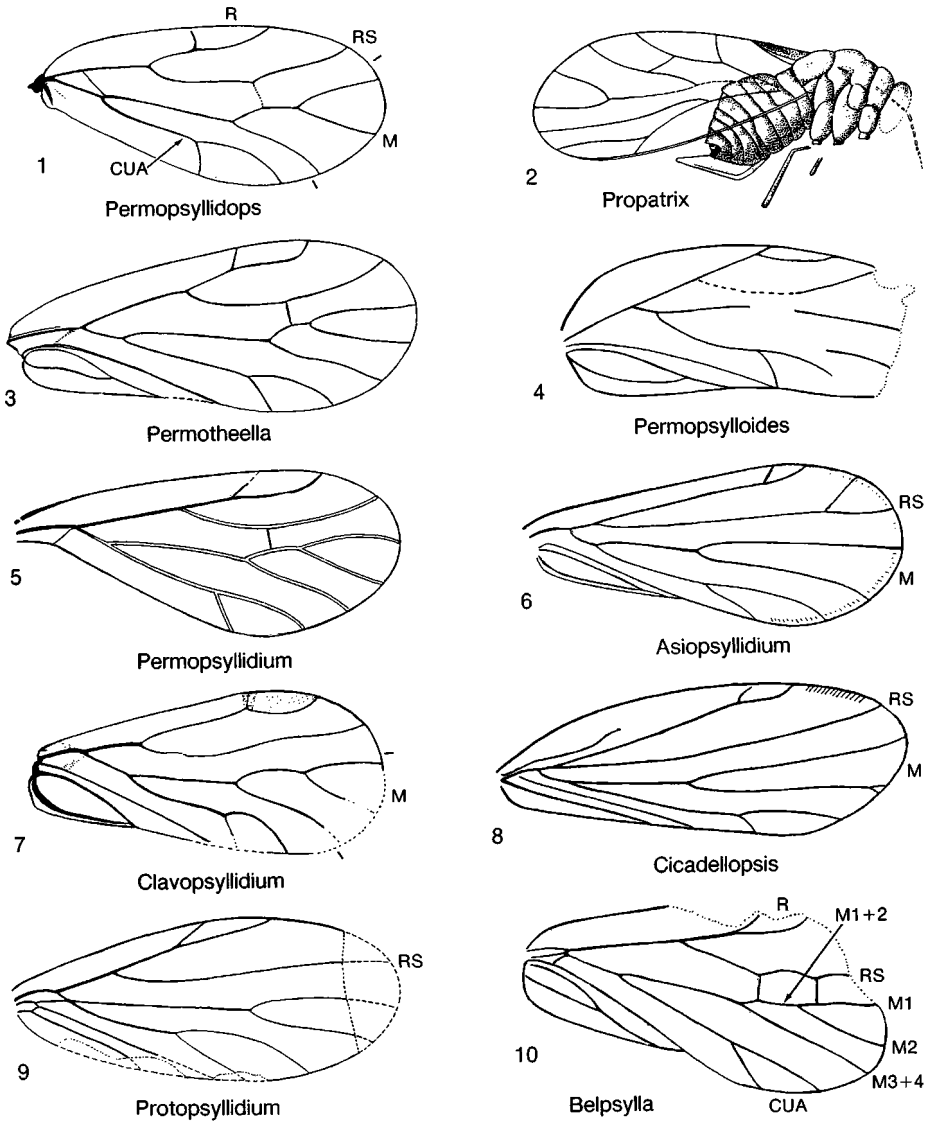 R
RS
M
CUA
1
Permopsyllidops
2
Propatrix
3
Permotheella
4
Permopsylloides
5
Permopsyllidium
RS
M
6
Asiopsyllidium
M
7
Clavopsyllidium
RS
M
8
Cicadellopsis
RS
9
Protopsyllidium
R
M1+2
RS
M1
M2
M3+4
CUA
10
Belpsylla